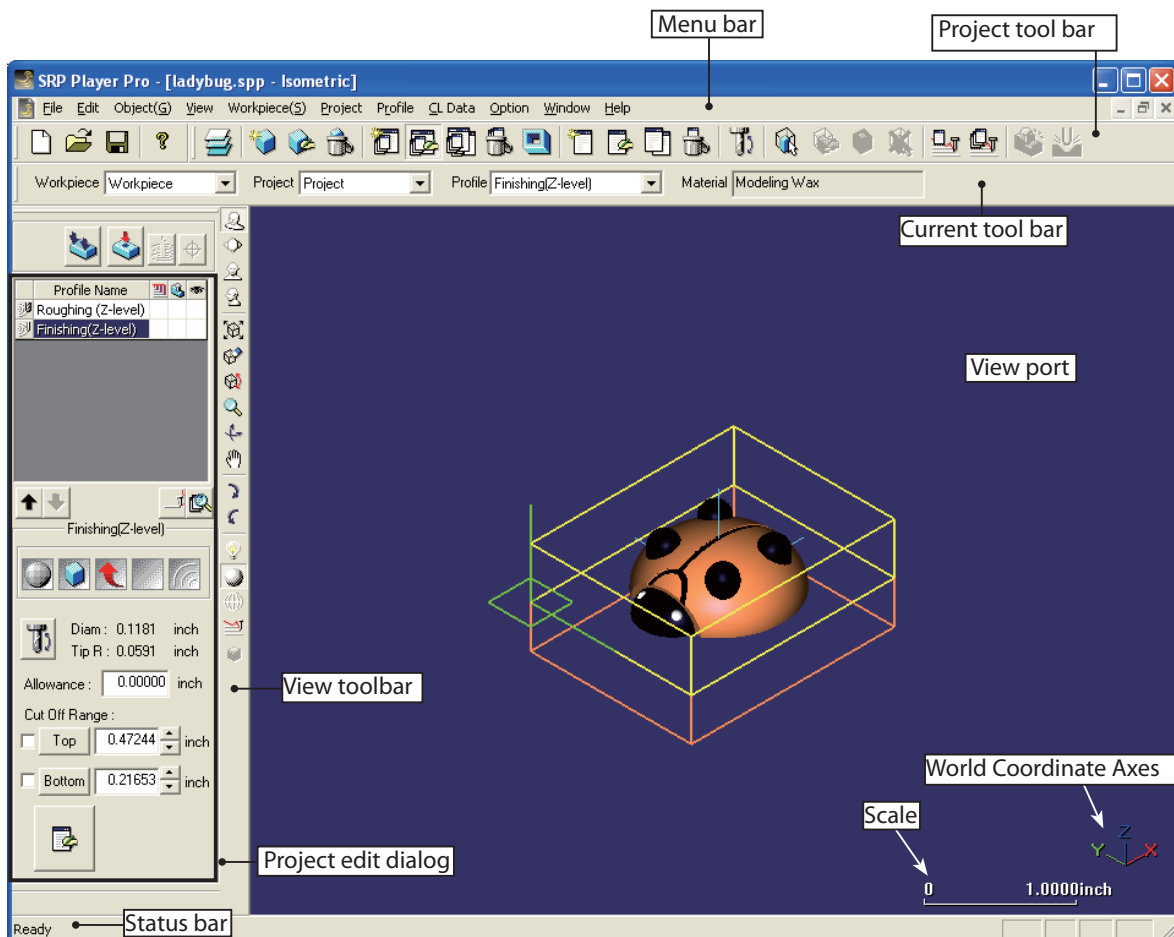 Menu bar
Project tool bar
SRP Player Pro - [ladybug.spp - Isometric]
File Edit Object(G) View Workpiece(S) Project Profile CL Data Option Window Help
Workpiece Workpiece Project Project Profile Finishing(Z-level) Material Modeling Wax
Current tool bar
Profile Name
Roughing (Z-level)
Finishing(Z-level)
View port
Finishing(Z-level)
Diam : 0.1181 inch
Tip R : 0.0591 inch
Allowance : 0.00000 inch
View toolbar
Cut Off Range :
Top 0.47244 inch
Bottom 0.21653 inch
World Coordinate Axes
Scale
Z
Y X
Project edit dialog
0 1.0000inch
Status bar
Ready